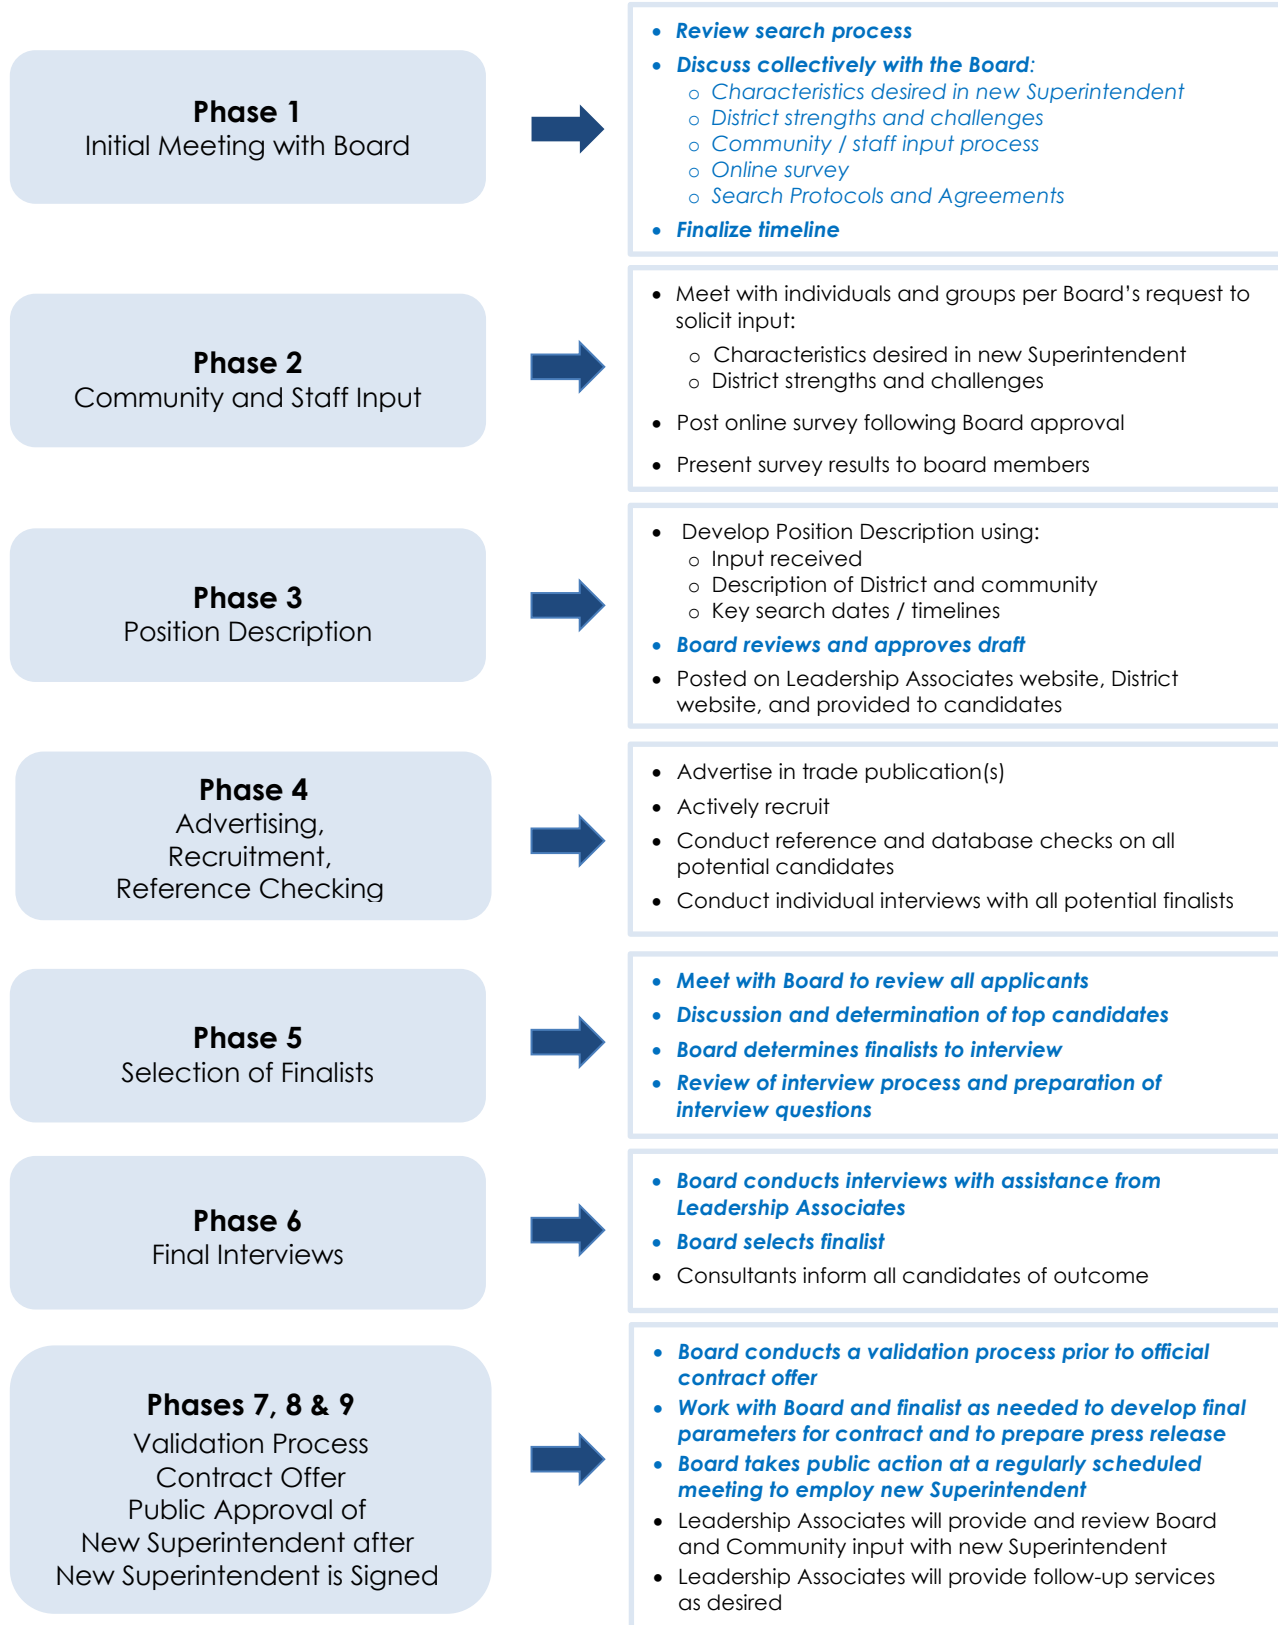 Phase 1
Initial Meeting with Board
• Review search process
• Discuss collectively with the Board:
o Characteristics desired in new Superintendent
o District strengths and challenges
o Community / staff input process
o Online survey
o Search Protocols and Agreements
• Finalize timeline
Phase 2
Community and Staff Input
• Meet with individuals and groups per Board’s request to
solicit input:
o Characteristics desired in new Superintendent
o District strengths and challenges
• Post online survey following Board approval
• Present survey results to board members
Phase 3
Position Description
• Develop Position Description using:
o Input received
o Description of District and community
o Key search dates / timelines
• Board reviews and approves draft
• Posted on Leadership Associates website, District
website, and provided to candidates
Phase 4
Advertising,
Recruitment,
Reference Checking
• Advertise in trade publication(s)
• Actively recruit
• Conduct reference and database checks on all
potential candidates
• Conduct individual interviews with all potential finalists
Phase 5
Selection of Finalists
• Meet with Board to review all applicants
• Discussion and determination of top candidates
• Board determines finalists to interview
• Review of interview process and preparation of
interview questions
Phase 6
Final Interviews
• Board conducts interviews with assistance from
Leadership Associates
• Board selects finalist
• Consultants inform all candidates of outcome
Phases 7, 8 & 9
Validation Process
Contract Offer
Public Approval of
New Superintendent after
New Superintendent is Signed
• Board conducts a validation process prior to official
contract offer
• Work with Board and finalist as needed to develop final
parameters for contract and to prepare press release
• Board takes public action at a regularly scheduled
meeting to employ new Superintendent
• Leadership Associates will provide and review Board
and Community input with new Superintendent
• Leadership Associates will provide follow-up services
as desired